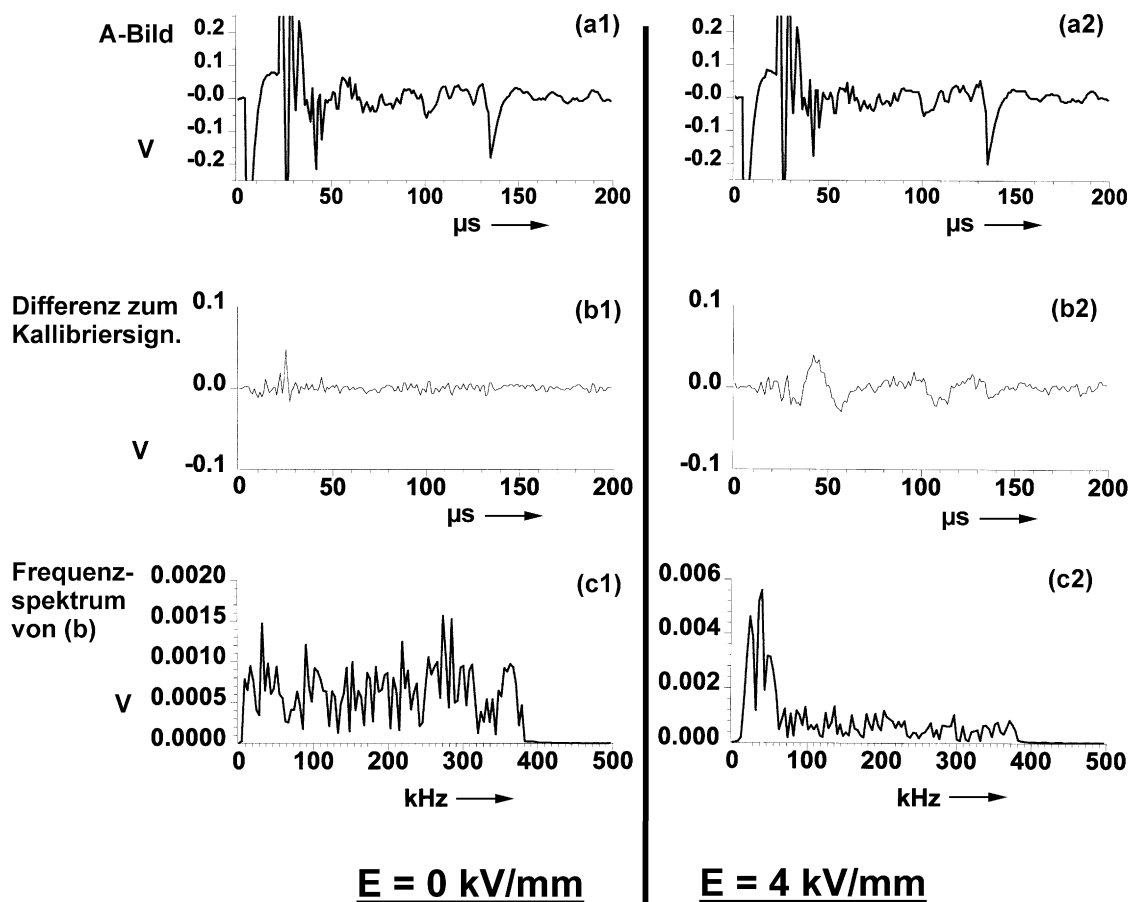 A-Bild
V
0.2
0.1
-0.0
-0.1
-0.2
(a1)
0 50 100 150 200
µs
0.2
0.1
-0.0
-0.1
-0.2
(a2)
0 50 100 150 200
µs
Differenz zum
Kallibriersign.
V
0.1
0.0
-0.1
(b1)
0 50 100 150 200
µs
0.1
0.0
-0.1
(b2)
0 50 100 150 200
µs
Frequenz-
spektrum
von (b)
V
0.0020
0.0015
0.0010
0.0005
0.0000
(c1)
0 100 200 300 400 500
kHz
0.006
0.004
0.002
0.000
(c2)
0 100 200 300 400 500
kHz
E = 0 kV/mm
E = 4 kV/mm